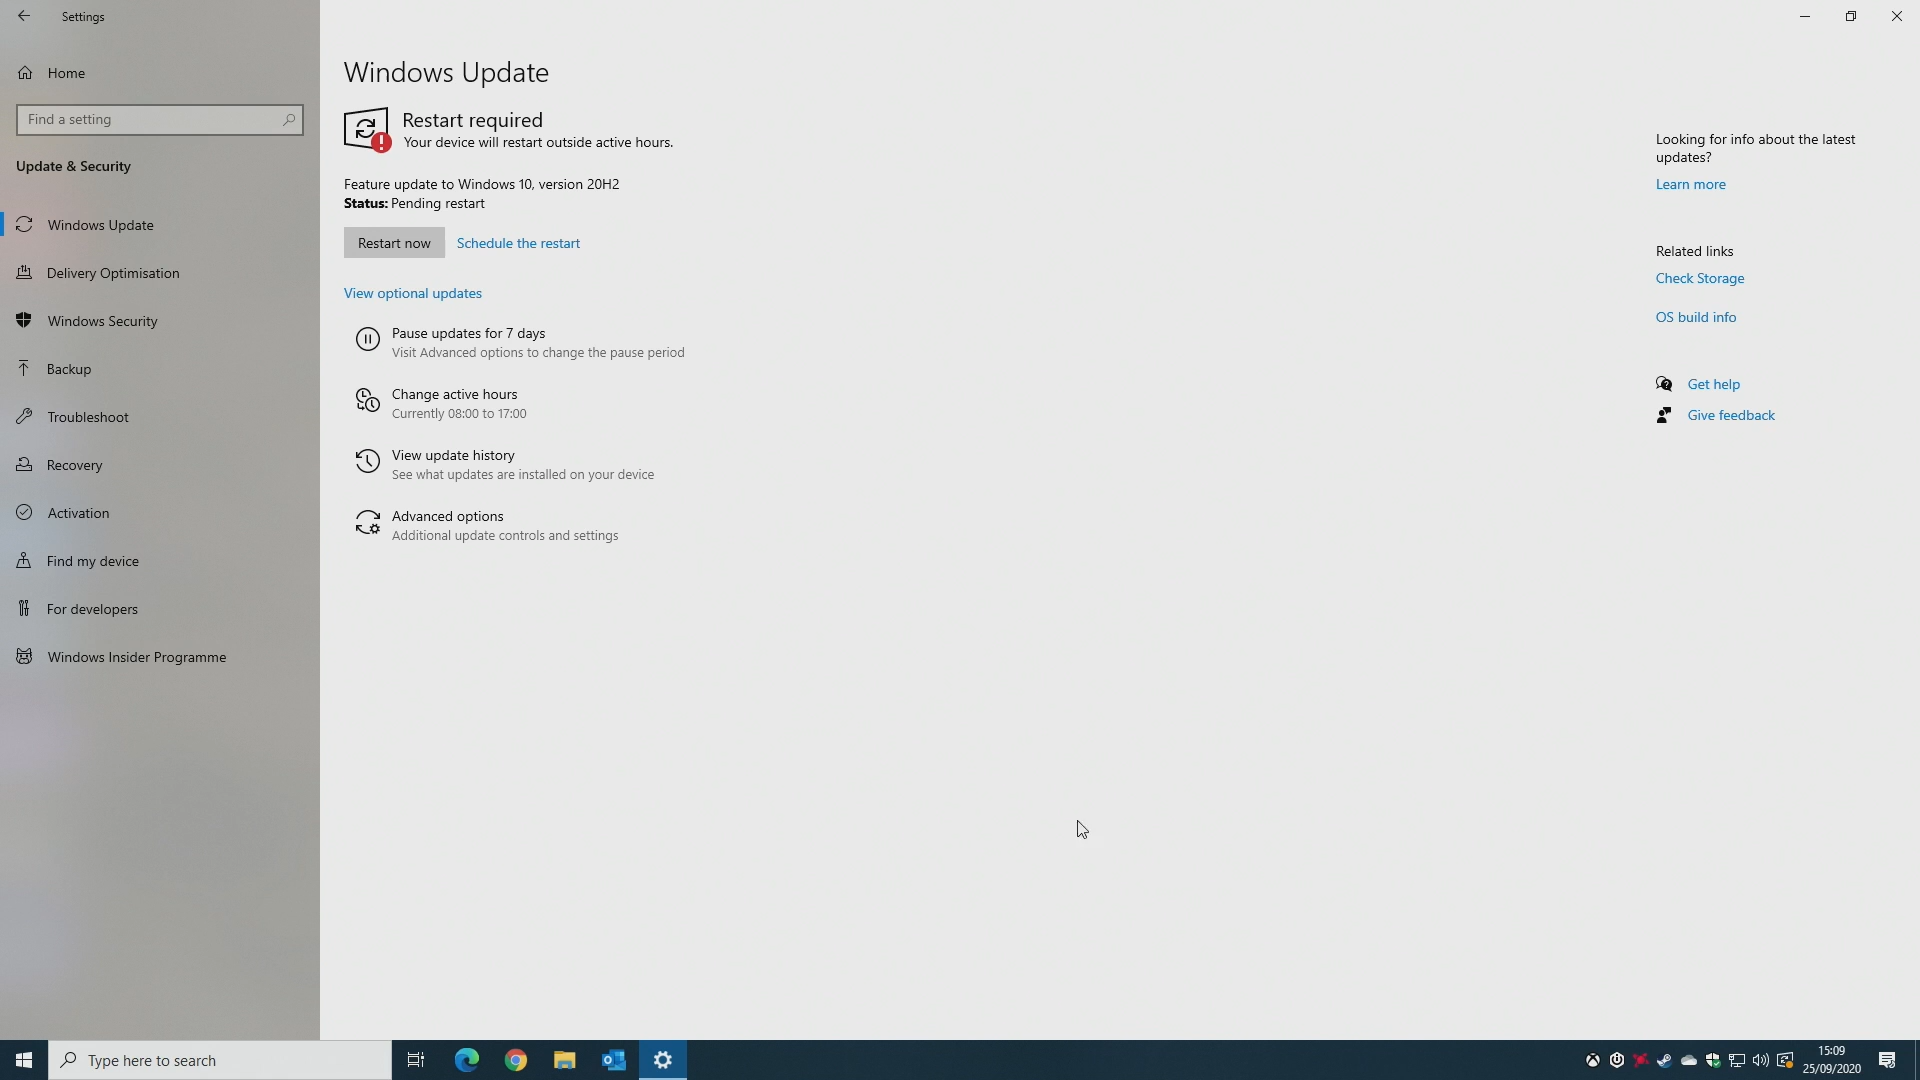 Settings
Home
Find a setting
Update & Security
Windows Update
Delivery Optimisation
Windows Security
Backup
Troubleshoot
Recovery
Activation
Find my device
For developers
Windows Insider Programme
Windows Update
Restart required
Your device will restart outside active hours.
Feature update to Windows 10, version 20H2
Status: Pending restart
Restart now
Schedule the restart
View optional updates
Pause updates for 7 days
Visit Advanced options to change the pause period
Change active hours
Currently 08:00 to 17:00
View update history
See what updates are installed on your device
Advanced options
Additional update controls and settings
Looking for info about the latest
updates?
Learn more
Related links
Check Storage
OS build info
Get help
Give feedback
Type here to search
15:09
25/09/2020